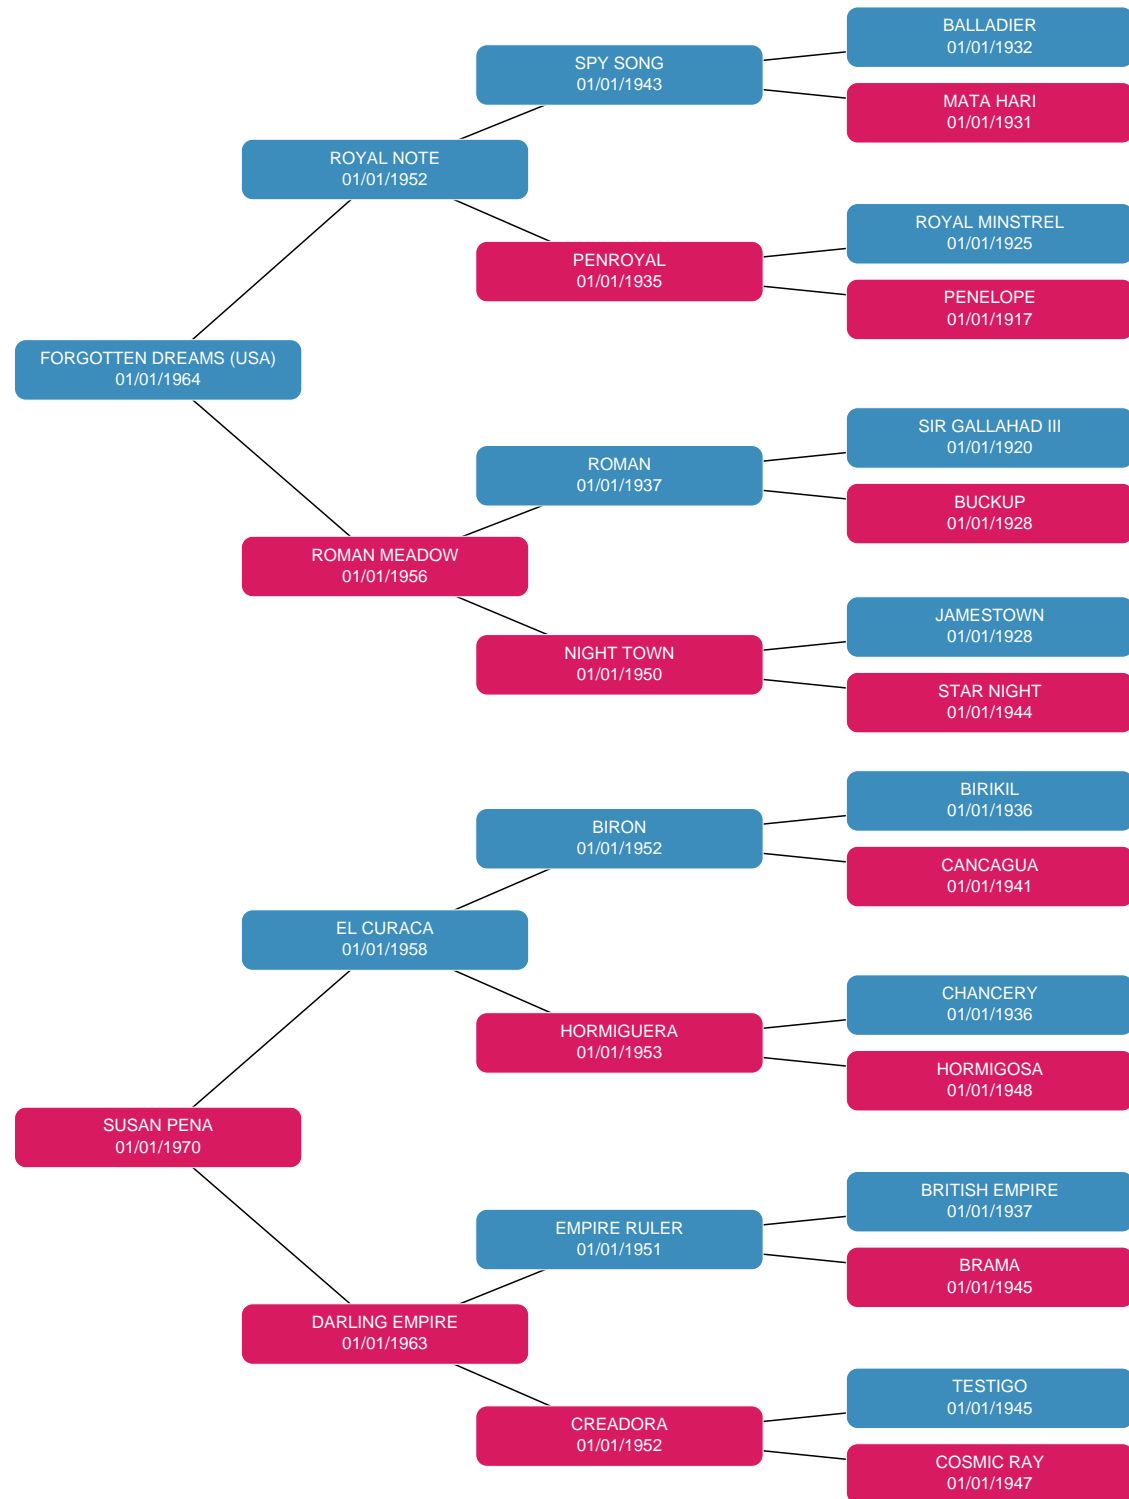 BALLADIER
01/01/1932
SPY SONG
01/01/1943
MATA HARI
01/01/1931
ROYAL NOTE
01/01/1952
ROYAL MINSTREL
01/01/1925
PENROYAL
01/01/1935
PENELOPE
01/01/1917
FORGOTTEN DREAMS (USA)
01/01/1964
SIR GALLAHAD III
01/01/1920
ROMAN
01/01/1937
BUCKUP
01/01/1928
ROMAN MEADOW
01/01/1956
JAMESTOWN
01/01/1928
NIGHT TOWN
01/01/1950
STAR NIGHT
01/01/1944
BIRIKIL
01/01/1936
BIRON
01/01/1952
CANCAGUA
01/01/1941
EL CURACA
01/01/1958
CHANCERY
01/01/1936
HORMIGUERA
01/01/1953
HORMIGOSA
01/01/1948
SUSAN PENA
01/01/1970
BRITISH EMPIRE
01/01/1937
EMPIRE RULER
01/01/1951
BRAMA
01/01/1945
DARLING EMPIRE
01/01/1963
TESTIGO
01/01/1945
CREADORA
01/01/1952
COSMIC RAY
01/01/1947